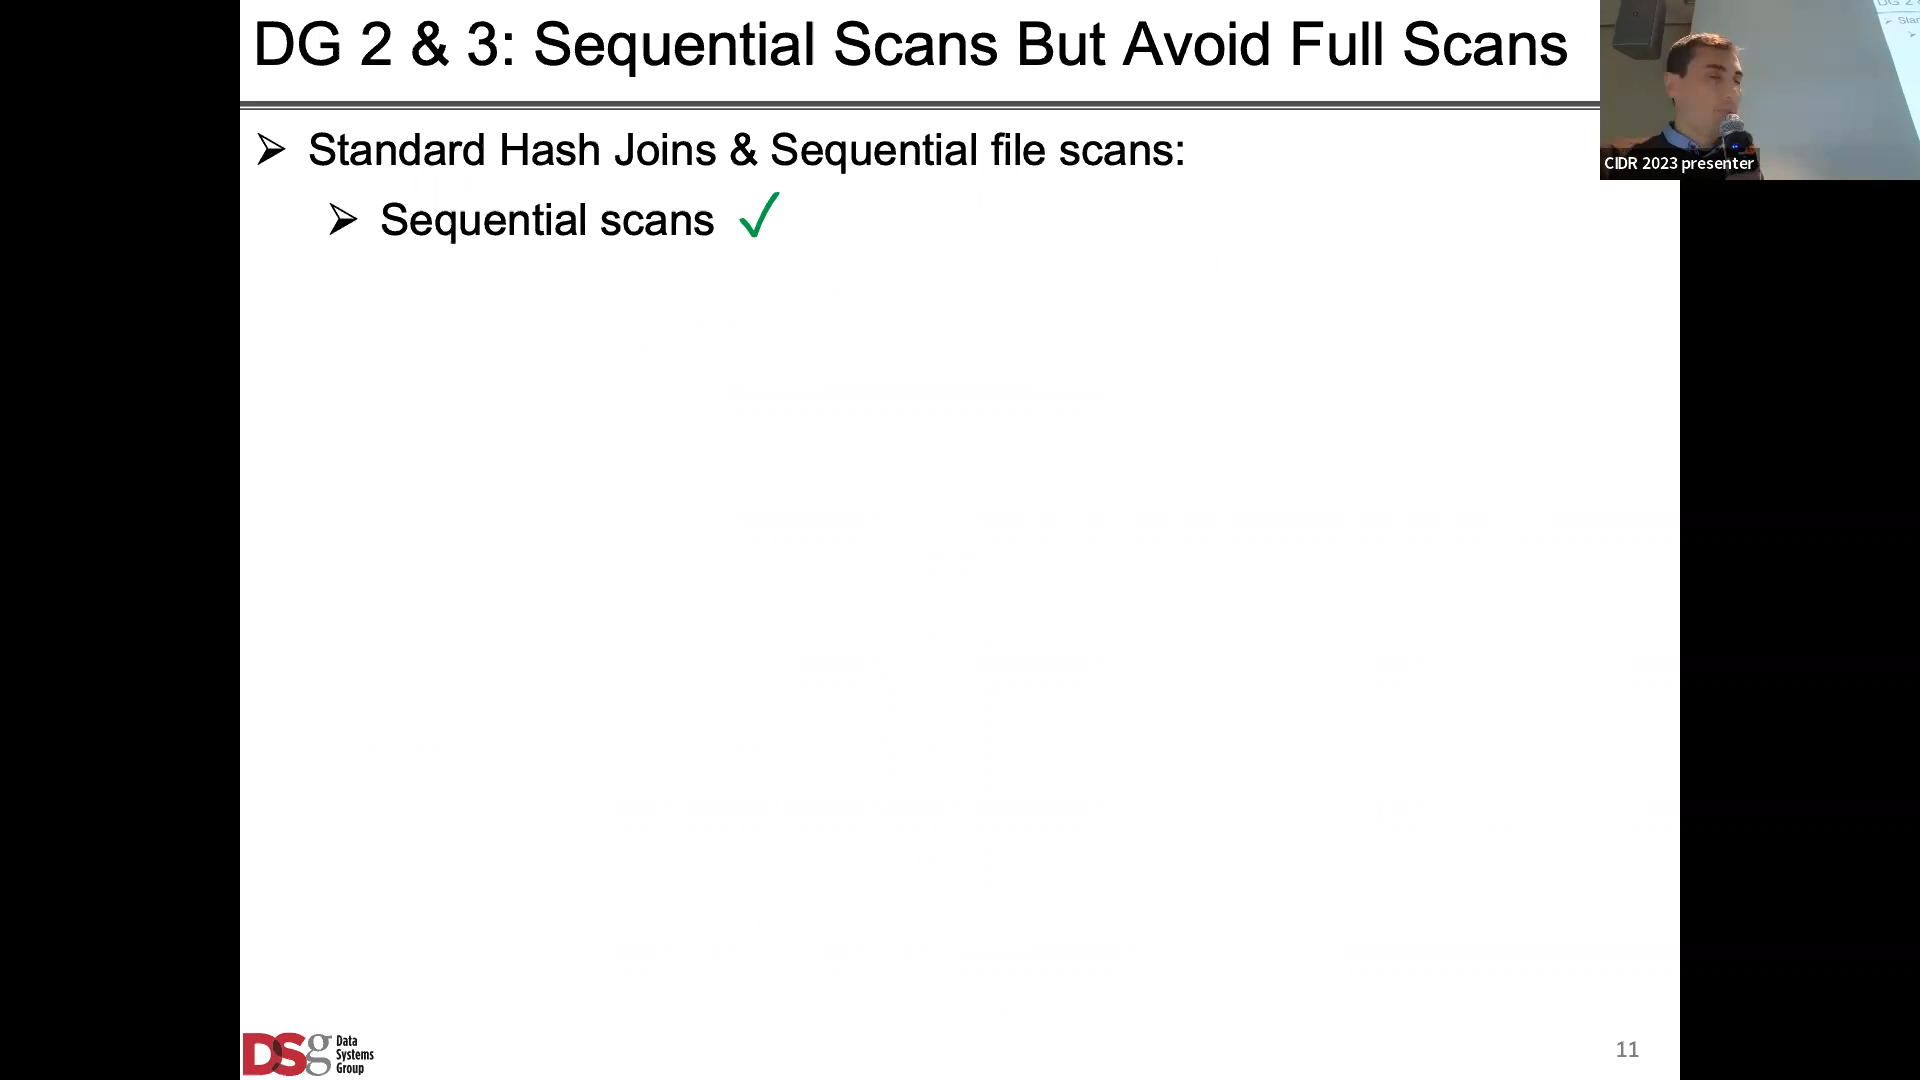 DG 2 & 3: Sequential Scans But Avoid Full Scans
Standard Hash Joins & Sequential file scans:
Sequential scans
CIDR 2023 presenter
DSg Data
Systems
Group
11